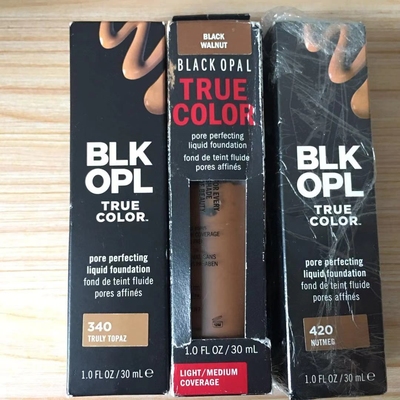 BLK
OPL
TRUE
COLOR.
pore perfecting
liquid foundation
fond de teint fluide
pores affinés
340
TRULY TOPAZ
1.0 FL OZ / 30 mL e
BLACK
WALNUT
BLACK OPAL
TRUE
COLOR
pore perfecting
liquid foundation
fond de teint fluide
pores affinés
1.0 FL OZ / 30 mL
LIGHT/MEDIUM
COVERAGE
BLK
OPL
TRUE
COLOR.
pore perfecting
liquid foundation
fond de teint fluide
pores affinés
420
NUTMEG
1.0 FL OZ / 30 mL e